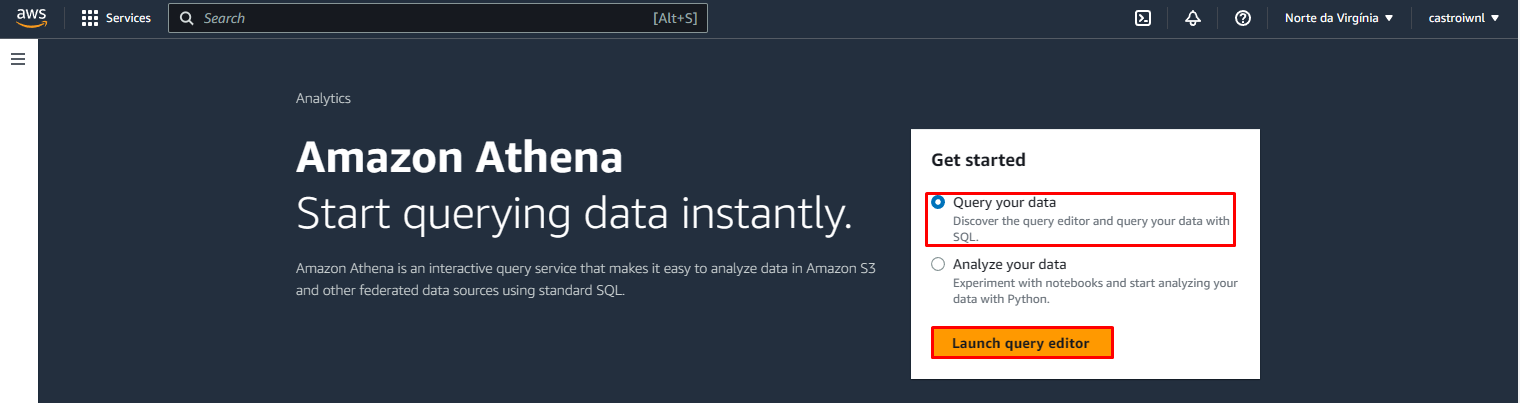 aws
Services
Search
[Alt+S]
Norte da Virgínia
castroiwnl
Analytics
Amazon Athena
Start querying data instantly.
Amazon Athena is an interactive query service that makes it easy to analyze data in Amazon S3
and other federated data sources using standard SQL.
Get started
Query your data
Discover the query editor and query your data with
SQL.
Analyze your data
Experiment with notebooks and start analyzing your
data with Python.
Launch query editor